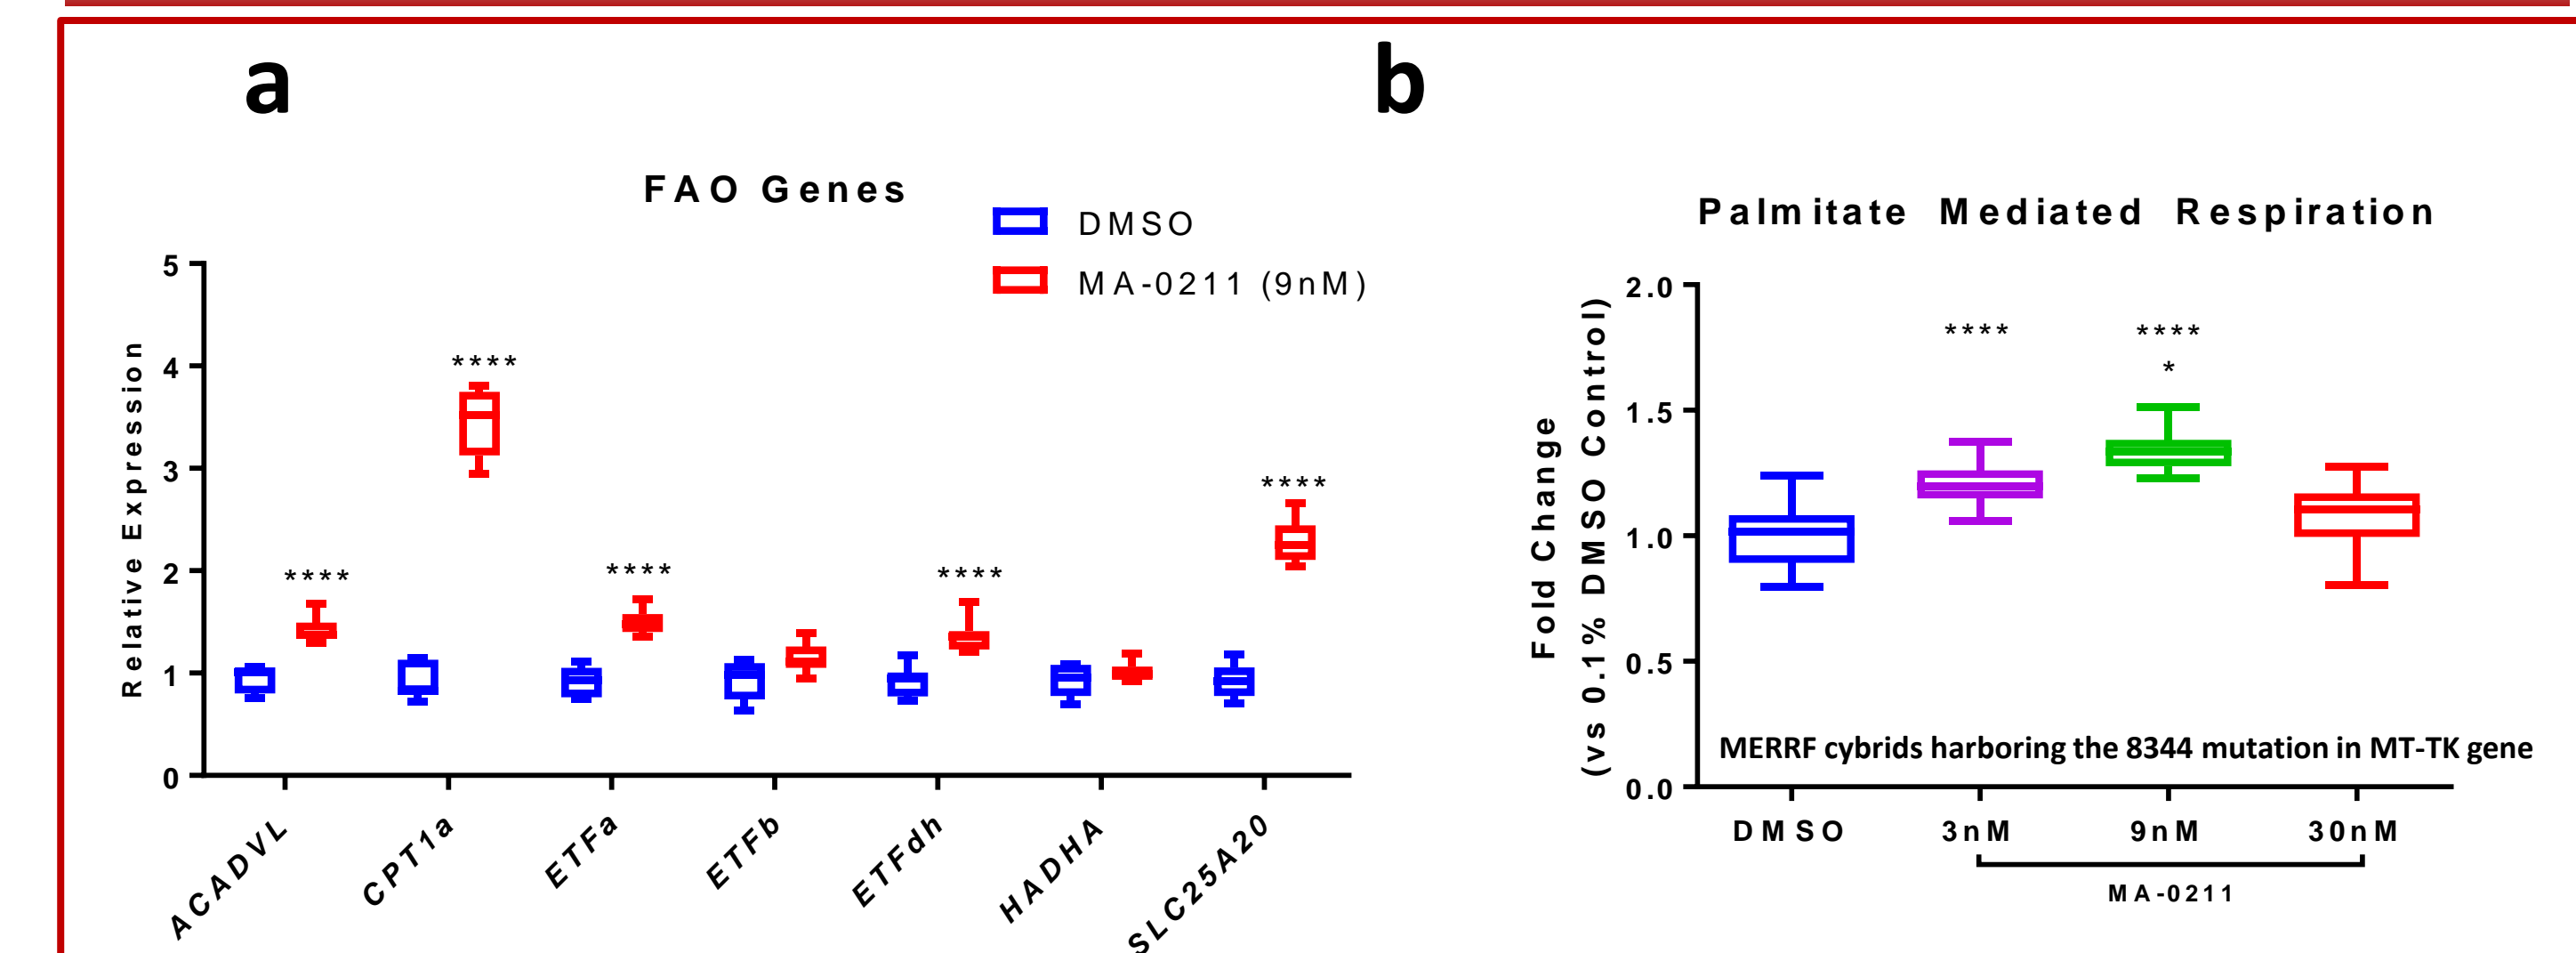 a
FAO Genes
DMSO
MA-0211 (9nM)
Relative Expression
5
4
3
2
1
0
****
****
****
****
****
ACADVL
CPT1a
ETFa
ETFb
ETFdh
HADHA
SLC25A20
b
Palmitate Mediated Respiration
Fold Change
(vs 0.1% DMSO Control)
2.0
1.5
1.0
0.5
0.0
****
****
*
MERRF cybrids harboring the 8344 mutation in MT-TK gene
DMSO
3nM
9nM
30nM
MA-0211